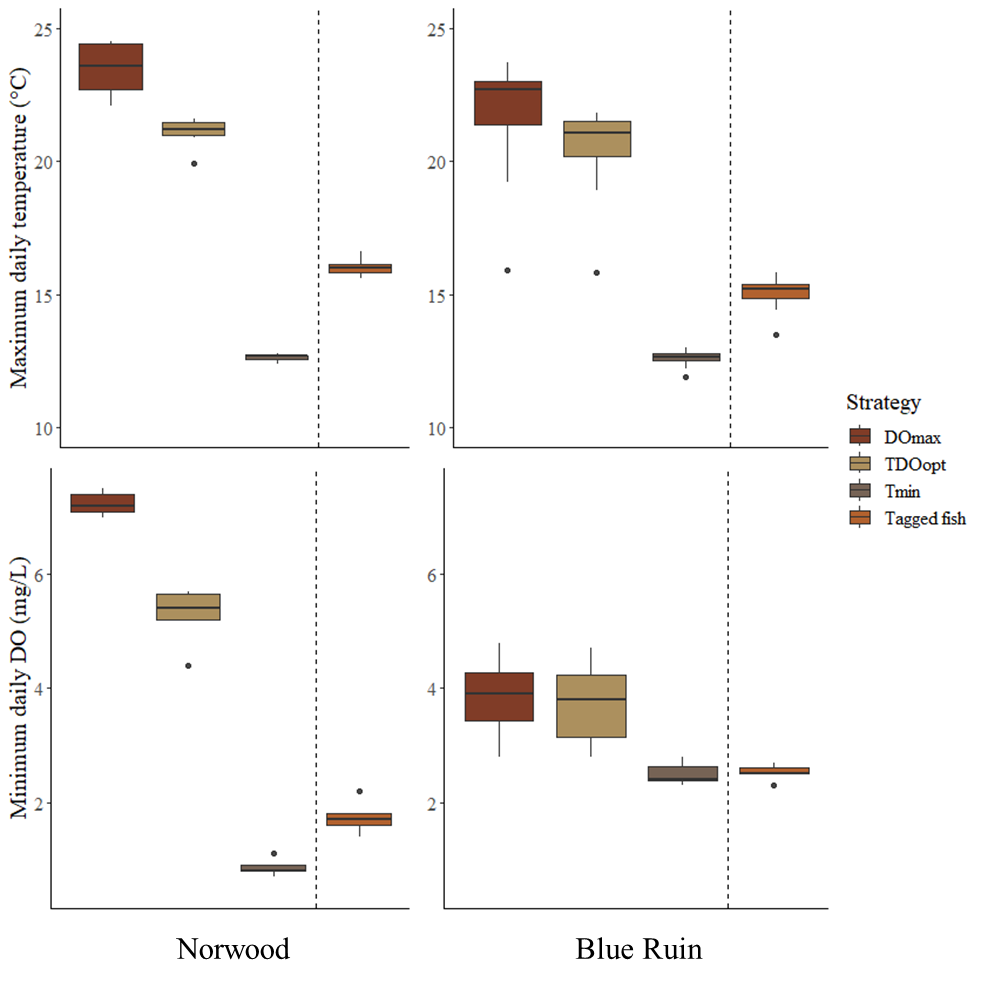 Maximum daily temperature (°C)
25
20
15
10
25
20
15
10
Minimum daily DO (mg/L)
6
4
2
6
4
2
Norwood
Blue Ruin
Strategy
DOmax
TDOopt
Tmin
Tagged fish